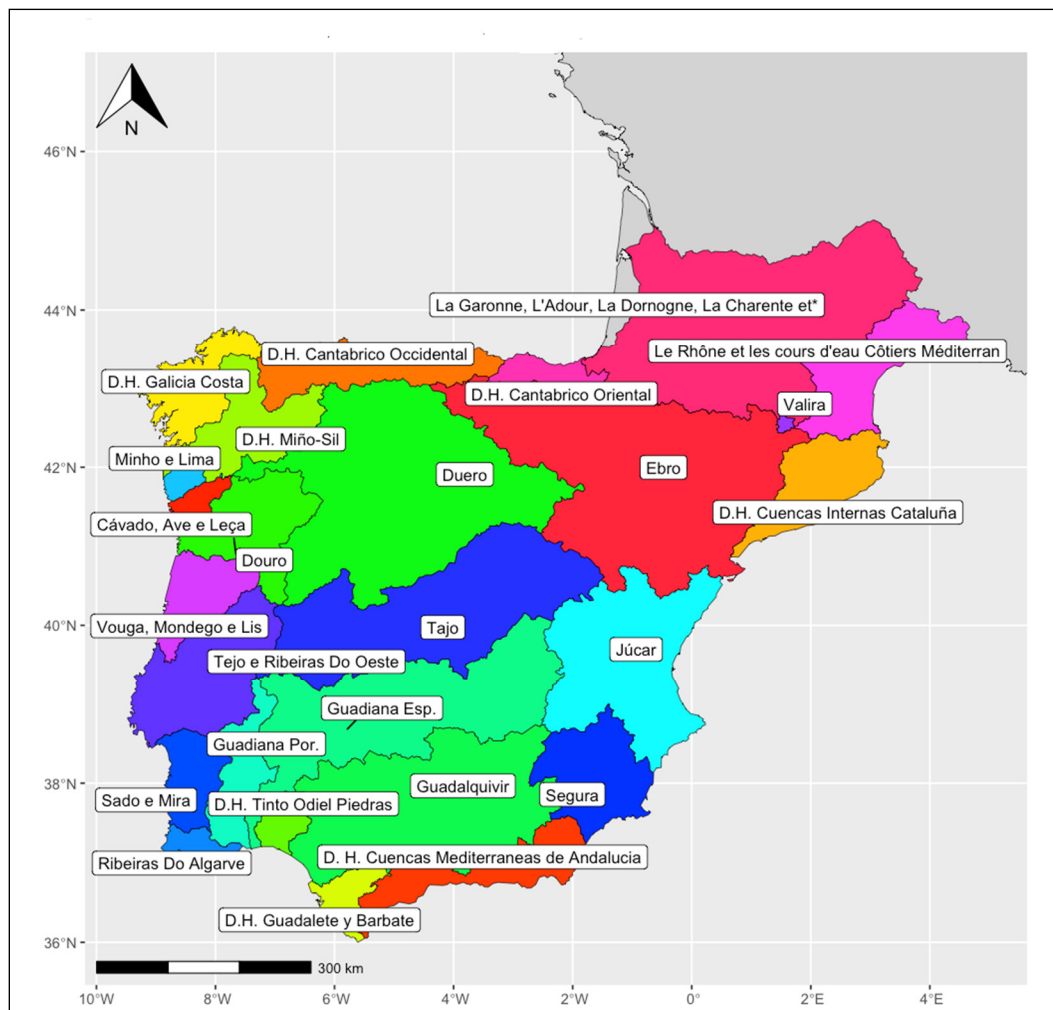 N
46°N
44°N
42°N
40°N
38°N
36°N
La Garonne, L'Adour, La Dornogne, La Charente et*
D.H. Cantabrico Occidental
Le Rhône et les cours d'eau Côtiers Méditerran
D.H. Galicia Costa
D.H. Cantabrico Oriental
Valira
D.H. Miño-Sil
Minho e Lima
Duero
Ebro
D.H. Cuencas Internas Cataluña
Cávado, Ave e Leça
Douro
Vouga, Mondego e Lis
Tajo
Júcar
Tejo e Ribeiras Do Oeste
Guadiana Esp.
Guadiana Por.
Guadalquivir
Segura
Sado e Mira
D.H. Tinto Odiel Piedras
D. H. Cuencas Mediterraneas de Andalucia
Ribeiras Do Algarve
D.H. Guadalete y Barbate
300 km
10°W 8°W 6°W 4°W 2°W 0° 2°E 4°E